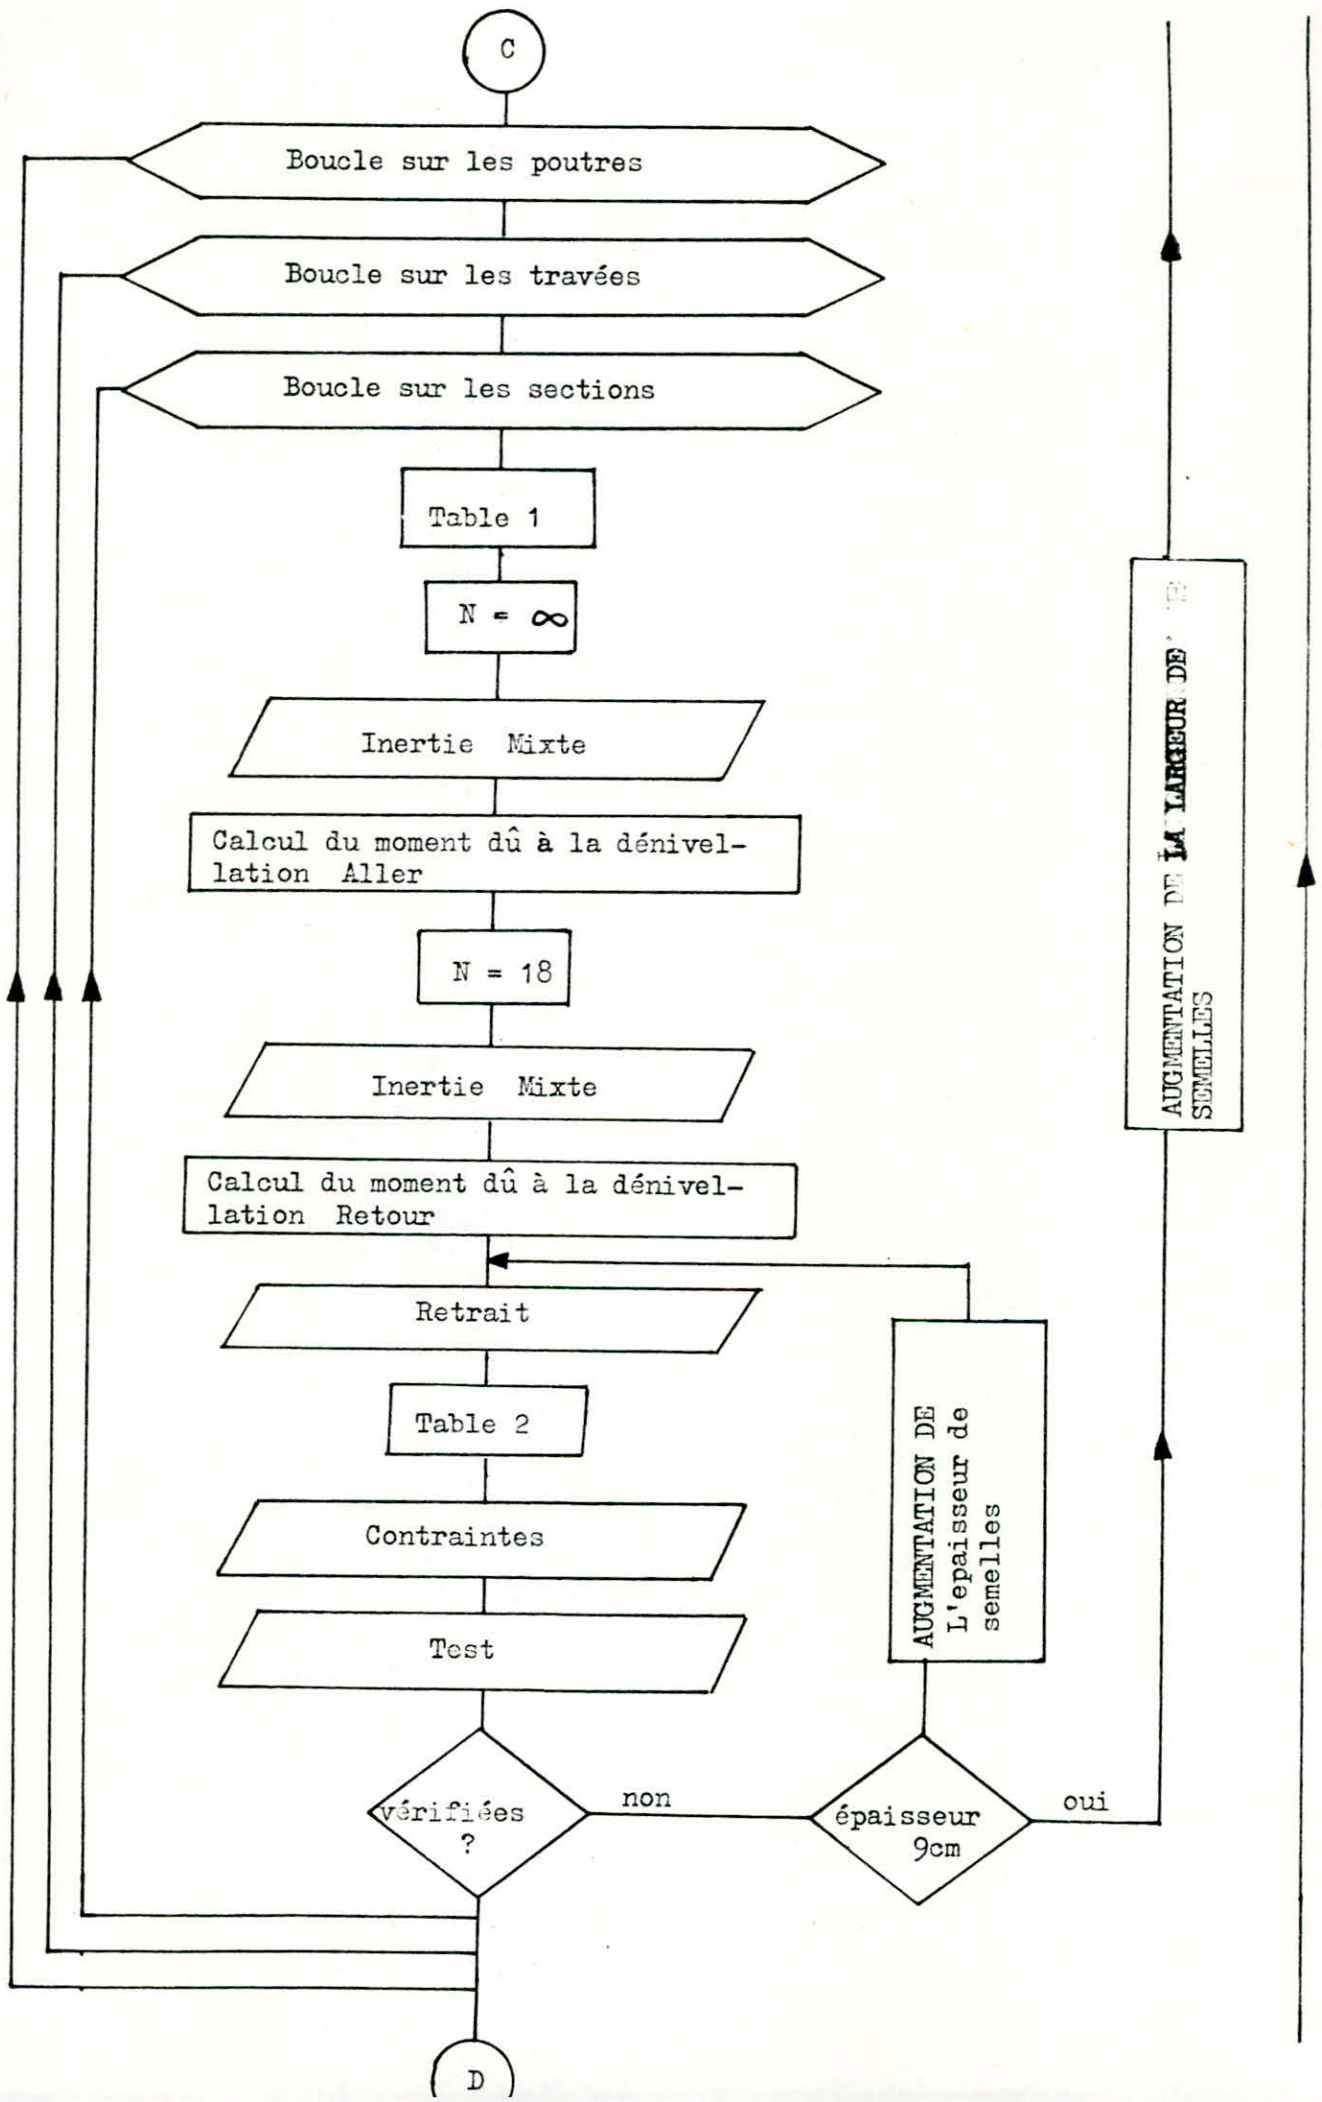 C
Boucle sur les poutres
Boucle sur les travées
Boucle sur les sections
Table 1
N = ∞
Inertie Mixte
Calcul du moment dû à la dénivel-
lation Aller
N = 18
Inertie Mixte
Calcul du moment dû à la dénivel-
lation Retour
Retrait
Table 2
Contraintes
Test
vérifiées
?
non
épaisseur
9cm
oui
AUGMENTATION DE
L'epaisseur de
semelles
AUGMENTATION DE LA LARGEUR DE
SEMELLES
D